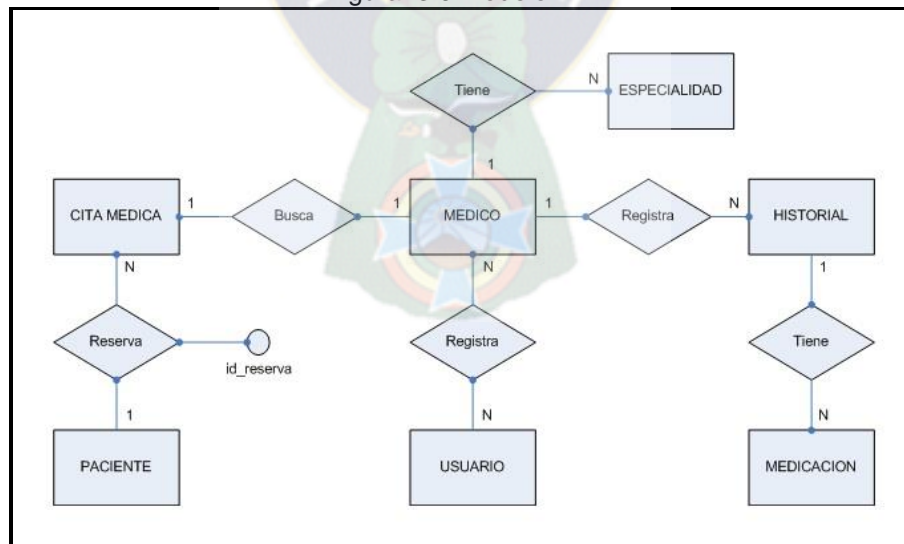 Tiene
N
ESPECIALIDAD
1
CITA MEDICA
1
Busca
1
MEDICO
1
Registra
N
HISTORIAL
N
N
1
Reserva
id_reserva
Registra
Tiene
1
N
N
PACIENTE
USUARIO
MEDICACION